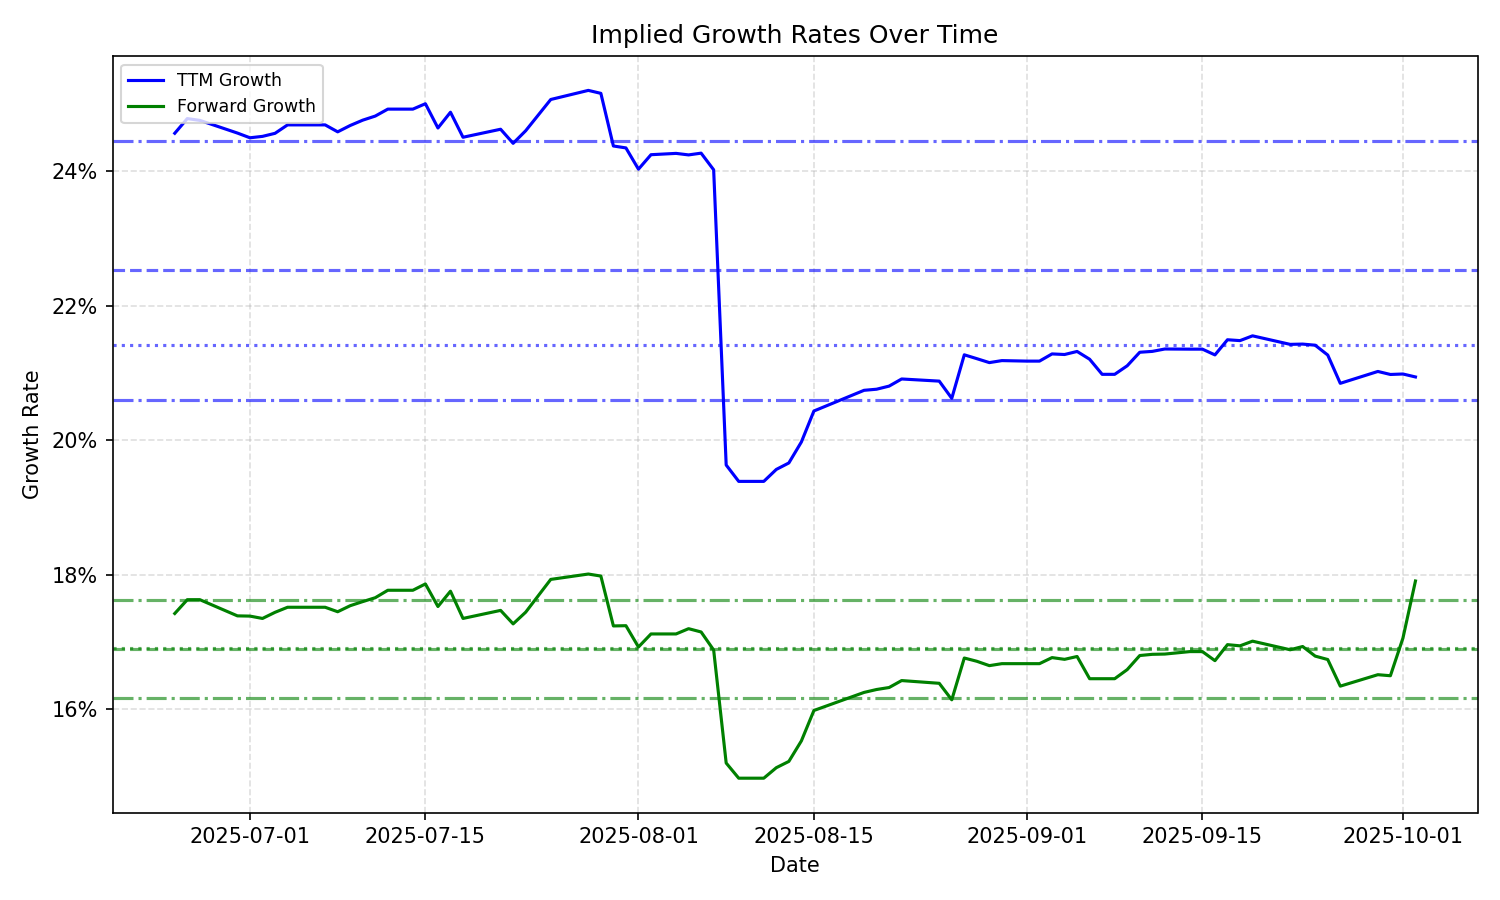 Implied Growth Rates Over Time
TTM Growth
Forward Growth
24%
22%
20%
18%
16%
Growth Rate
2025-07-01
2025-07-15
2025-08-01
2025-08-15
2025-09-01
2025-09-15
2025-10-01
Date